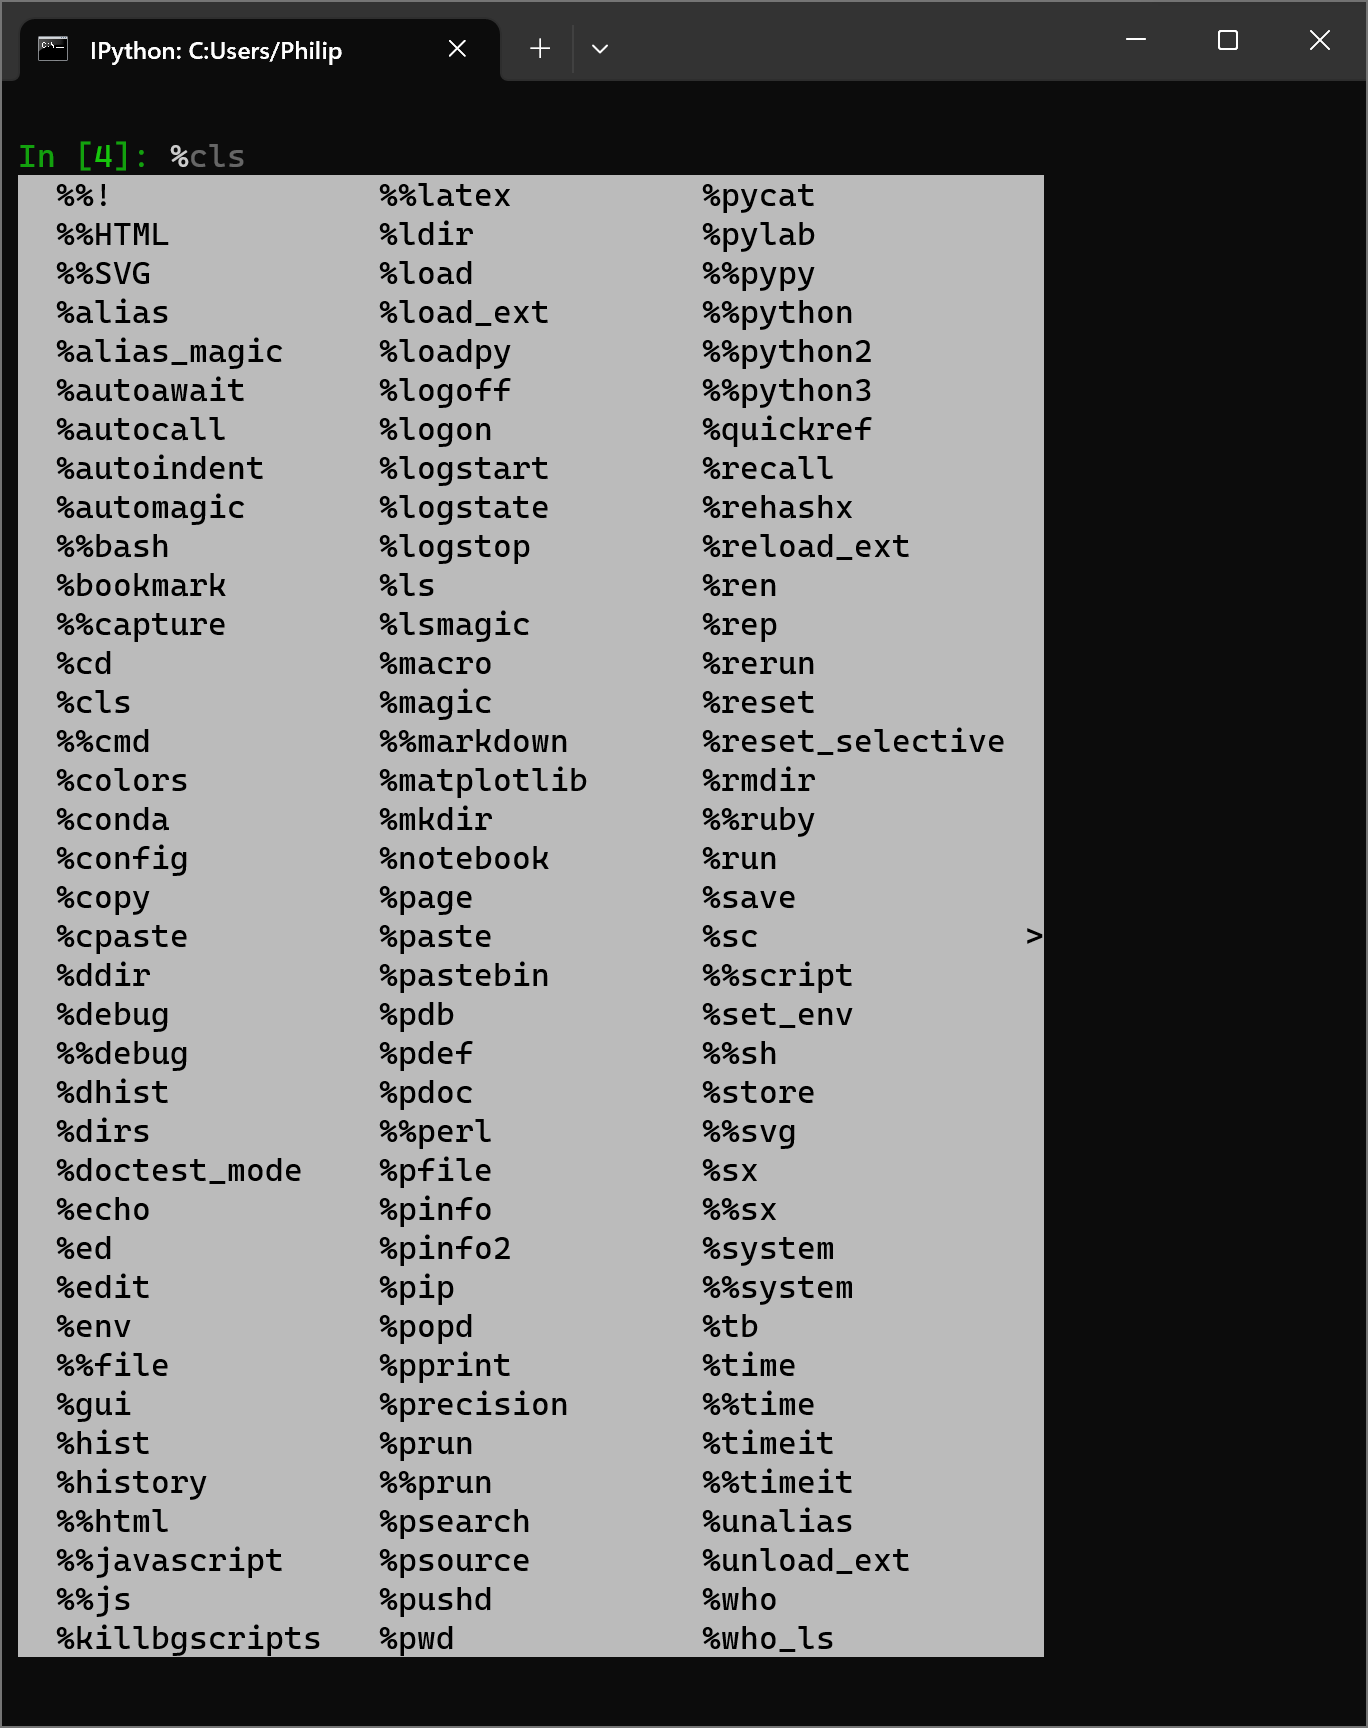 IPython: C:Users/Philip
In [4]: %cls
%%! %%latex %pycat
%%HTML %ldir %pylab
%%SVG %load %%pypy
%alias %load_ext %%python
%alias_magic %loadpy %%python2
%autoawait %logoff %%python3
%autocall %logon %quickref
%autoindent %logstart %recall
%automagic %logstate %rehashx
%%bash %logstop %reload_ext
%bookmark %ls %ren
%%capture %lsmagic %rep
%cd %macro %rerun
%cls %magic %reset
%%cmd %%markdown %reset_selective
%colors %matplotlib %rmdir
%conda %mkdir %%ruby
%config %notebook %run
%copy %page %save
%cpaste %paste %sc >
%ddir %pastebin %%script
%debug %pdb %set_env
%%debug %pdef %%sh
%dhist %pdoc %store
%dirs %%perl %%svg
%doctest_mode %pfile %sx
%echo %pinfo %%sx
%ed %pinfo2 %system
%edit %pip %%system
%env %popd %tb
%%file %pprint %time
%gui %precision %%time
%hist %prun %timeit
%history %%prun %%timeit
%%html %psearch %unalias
%%javascript %psource %unload_ext
%%js %pushd %who
%killbgscripts %pwd %who_ls